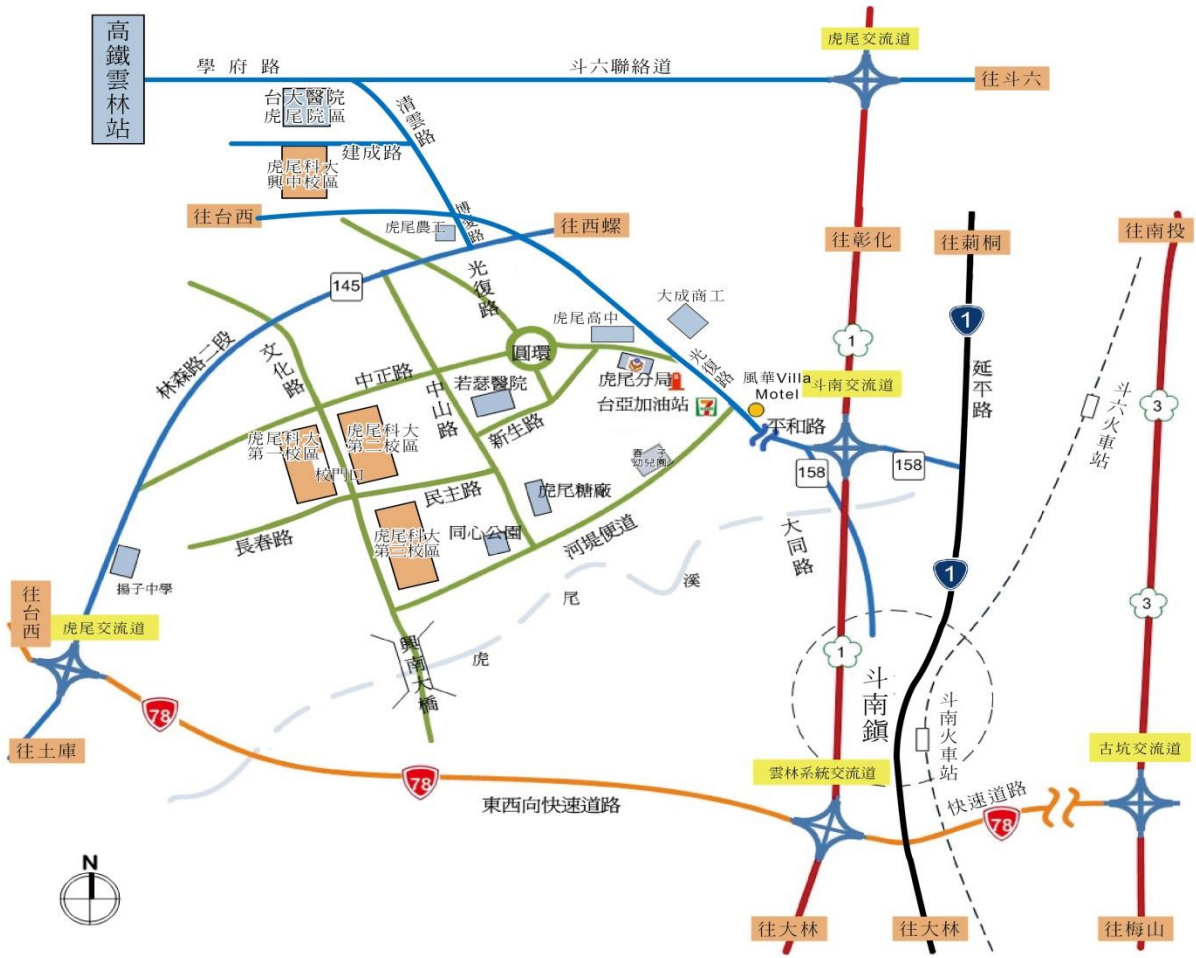 高鐵雲林站
學府路
斗六聯絡道
虎尾交流道
往斗六
台大醫院
虎尾院區
清雲路
建成路
虎尾科大
興中校區
往台西
虎尾農工
博愛路
往西螺
往彰化
往莿桐
往南投
145
光復路
大成商工
1
虎尾高中
圓環
光復路
1
延平路
林森路二段
文化路
中正路
中山路
若瑟醫院
虎尾分局
台亞加油站
7
ELEVEN
風華Villa
Motel
斗南交流道
斗六火車站
3
新生路
平和路
虎尾科大
第一校區
校門口
虎尾科大
第二校區
幼兒園
158
158
民主路
虎尾糖廠
長春路
虎尾科大
第三校區
同心公園
河堤便道
大同路
1
揚子中學
溪
尾
虎
3
往台西
虎尾交流道
興南大橋
1
斗南鎮
斗南火車站
78
往土庫
78
東西向快速道路
雲林系統交流道
快速道路
78
古坑交流道
N
往大林
往大林
往梅山